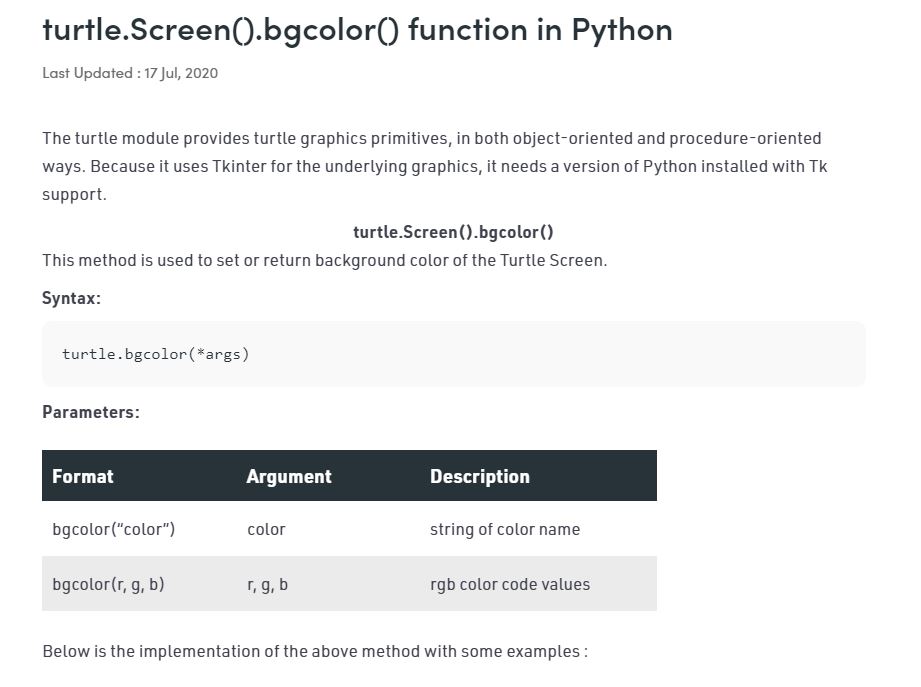 turtle.Screen().bgcolor() function in Python
Last Updated : 17 Jul, 2020
The turtle module provides turtle graphics primitives, in both object-oriented and procedure-oriented
ways. Because it uses Tkinter for the underlying graphics, it needs a version of Python installed with Tk
support.
turtle.Screen().bgcolor()
This method is used to set or return background color of the Turtle Screen.
Syntax:
turtle.bgcolor(*args)
Parameters:
Format Argument Description
bgcolor(“color”) color string of color name
bgcolor(r, g, b) r, g, b rgb color code values
Below is the implementation of the above method with some examples :